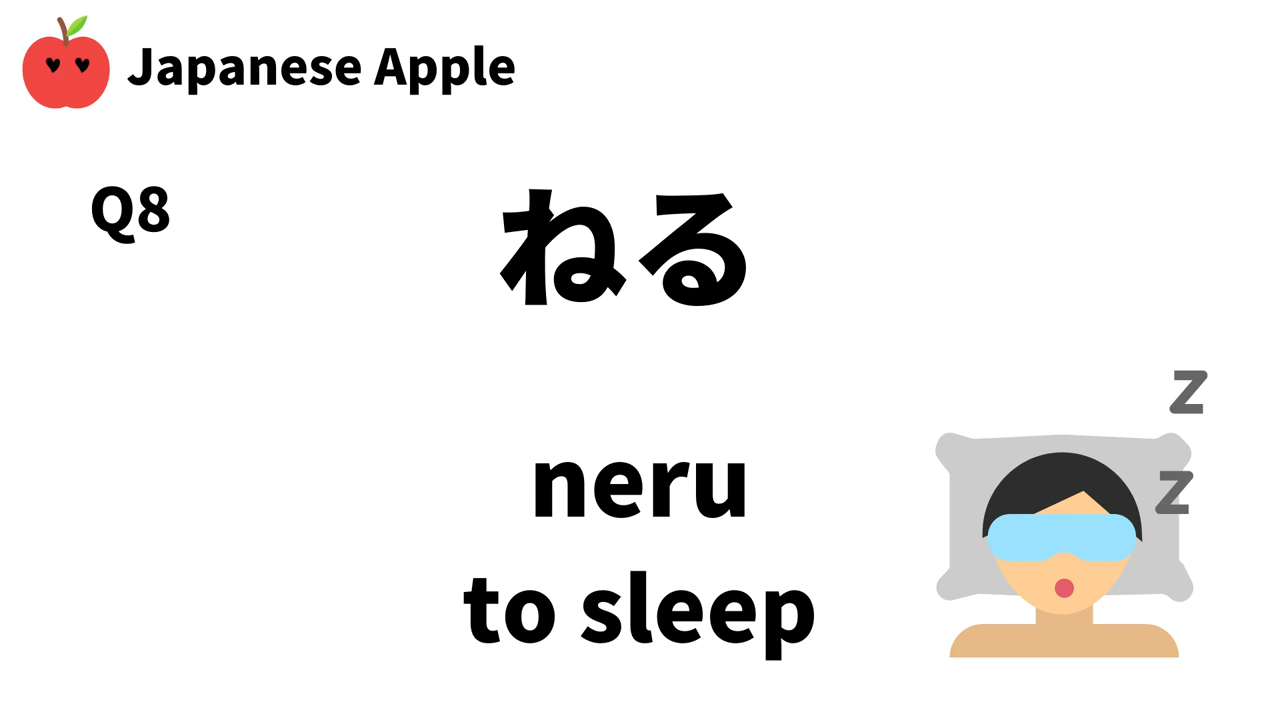 Japanese Apple
Q8
ねる
neru
to sleep
Z
Z